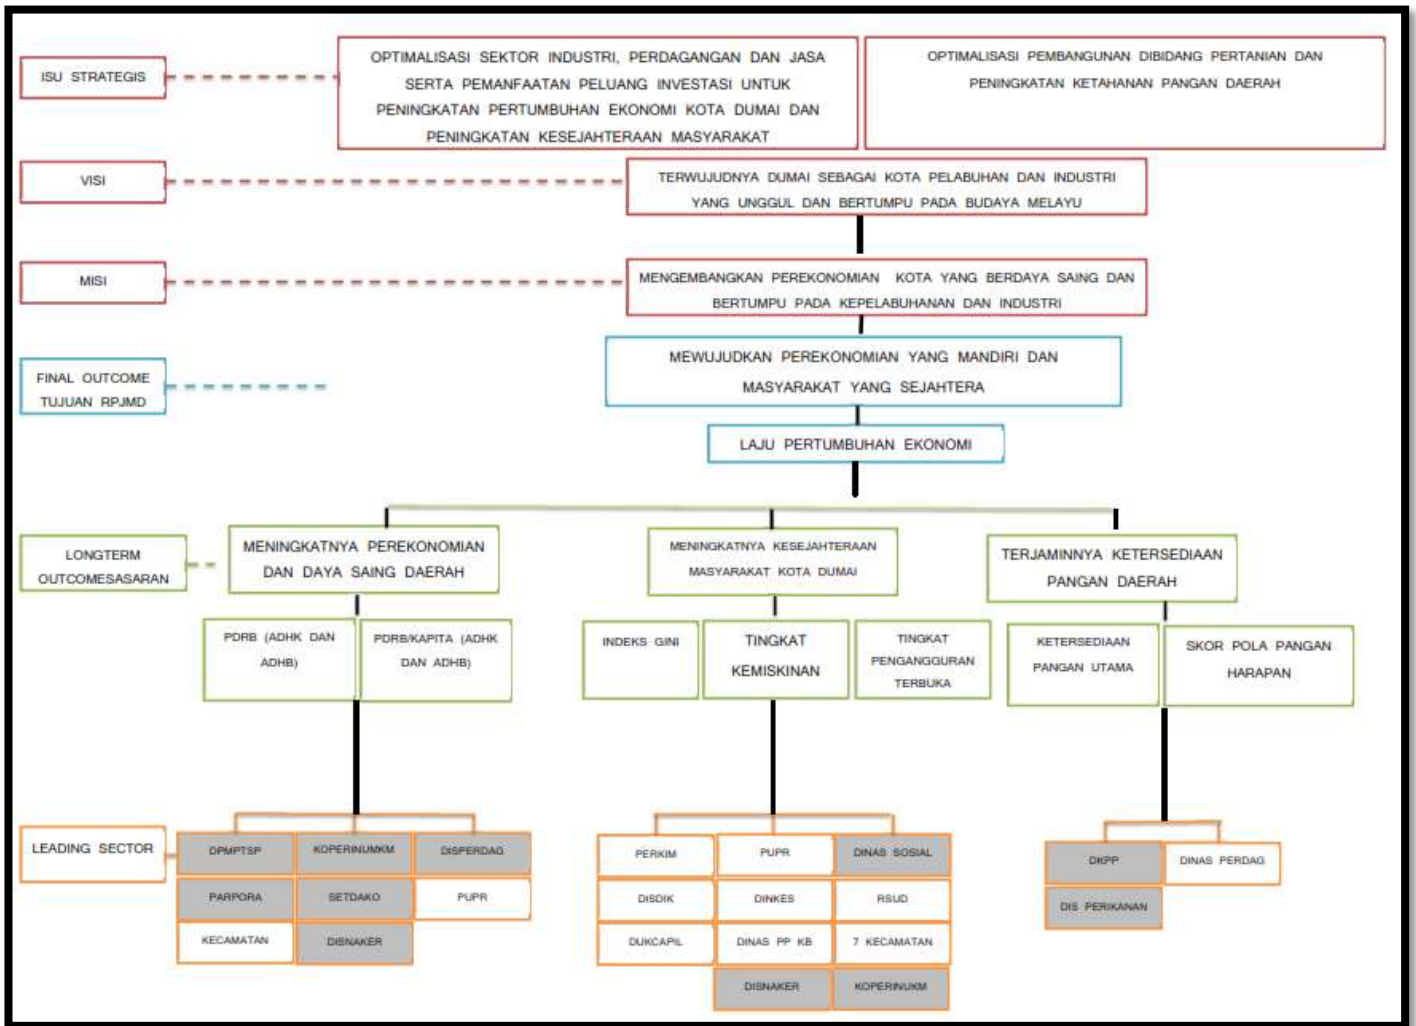 ISU STRATEGIS
OPTIMALISASI SEKTOR INDUSTRI, PERDAGANGAN DAN JASA
SERTA PEMANFAATAN PELUANG INVESTASI UNTUK
PENINGKATAN PERTUMBUHAN EKONOMI KOTA DUMAI DAN
PENINGKATAN KESEJAHTERAAN MASYARAKAT
OPTIMALISASI PEMBANGUNAN DIBIDANG PERTANIAN DAN
PENINGKATAN KETAHANAN PANGAN DAERAH
VISI
TERWUJUDNYA DUMAI SEBAGAI KOTA PELABUHAN DAN INDUSTRI
YANG UNGGUL DAN BERTUMPU PADA BUDAYA MELAYU
MISI
MENGEMBANGKAN PEREKONOMIAN KOTA YANG BERDAYA SAING DAN
BERTUMPU PADA KEPELABUHANAN DAN INDUSTRI
FINAL OUTCOME
TUJUAN RPJMD
MEWUJUDKAN PEREKONOMIAN YANG MANDIRI DAN
MASYARAKAT YANG SEJAHTERA
LAJU PERTUMBUHAN EKONOMI
LONGTERM
OUTCOMESASARAN
MENINGKATNYA PEREKONOMIAN
DAN DAYA SAING DAERAH
MENINGKATNYA KESEJAHTERAAN
MASYARAKAT KOTA DUMAI
TERJAMINNYA KETERSEDIAAN
PANGAN DAERAH
PDRB (ADHK DAN
ADHB)
PDRB/KAPITA (ADHK
DAN ADHB)
INDEKS GINI
TINGKAT
KEMISKINAN
TINGKAT
PENGANGGURAN
TERBUKA
KETERSEDIAAN
PANGAN UTAMA
SKOR POLA PANGAN
HARAPAN
LEADING SECTOR
DPMPTSP
KOPERINUMKM
DISPERDAG
PARPORA
SETDAKO
PUPR
KECAMATAN
DISNAKER
PERKIM
PUPR
DINAS SOSIAL
DISDIK
DINKES
RSUD
DUKCAPIL
DINAS PP KB
7 KECAMATAN
DISNAKER
KOPERINUKM
DKPP
DINAS PERDAG
DIS PERIKANAN